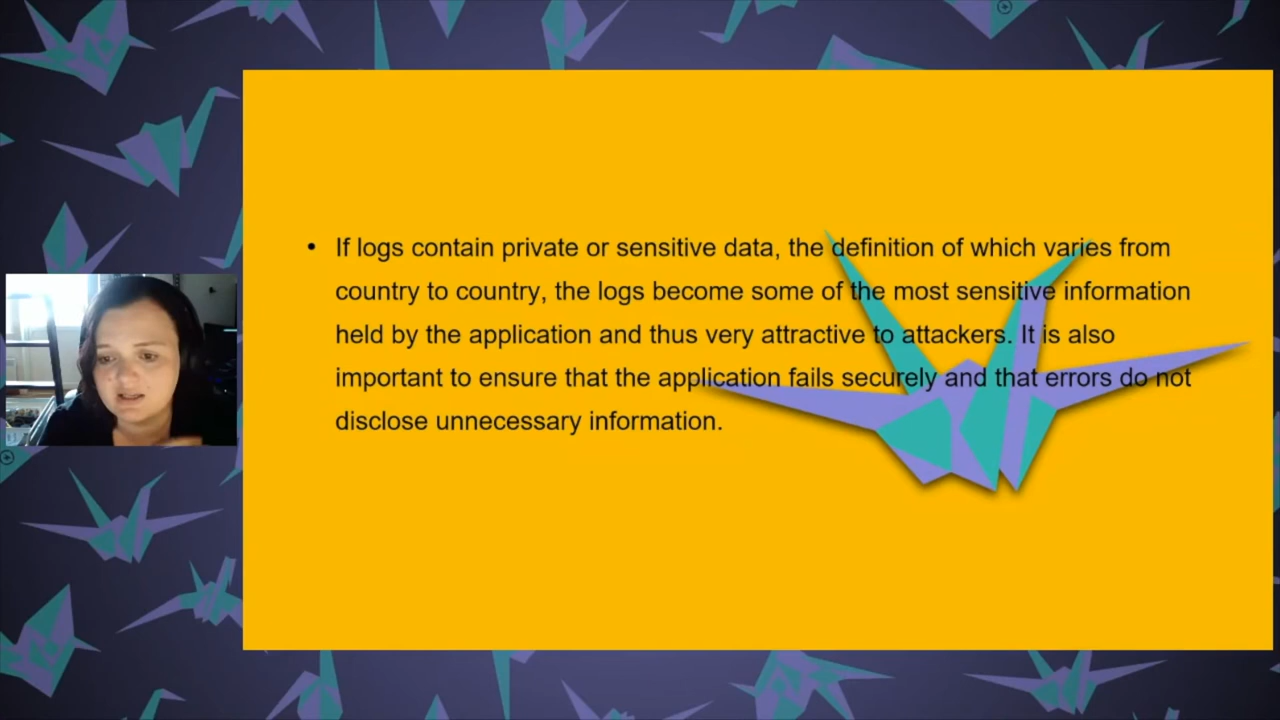 • If logs contain private or sensitive data, the definition of which varies from
country to country, the logs become some of the most sensitive information
held by the application and thus very attractive to attackers. It is also
important to ensure that the application fails securely and that errors do not
disclose unnecessary information.